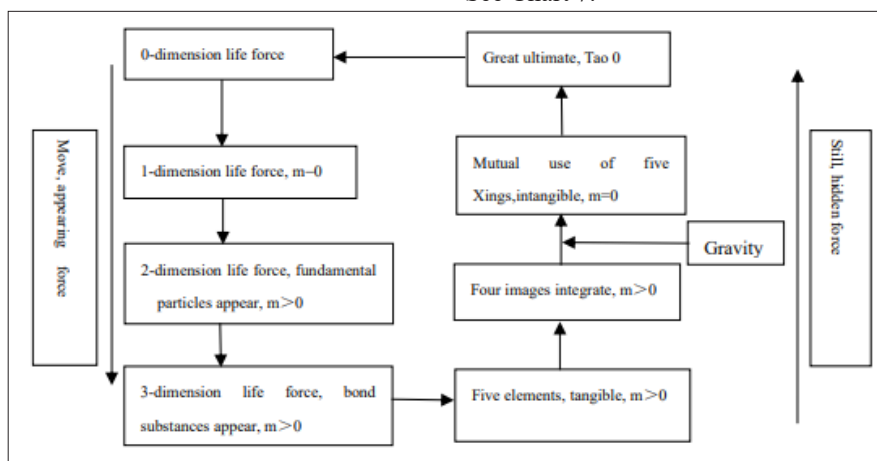 0-dimension life force
Great ultimate, Tao 0
Move, appearing force
1-dimension life force, m–0
Mutual use of five
Xings,intangible, m=0
Still, hidden force
Gravity
2-dimension life force, fundamental
particles appear, m>0
Four images integrate, m>0
3-dimension life force, bond
substances appear, m>0
Five elements, tangible, m>0